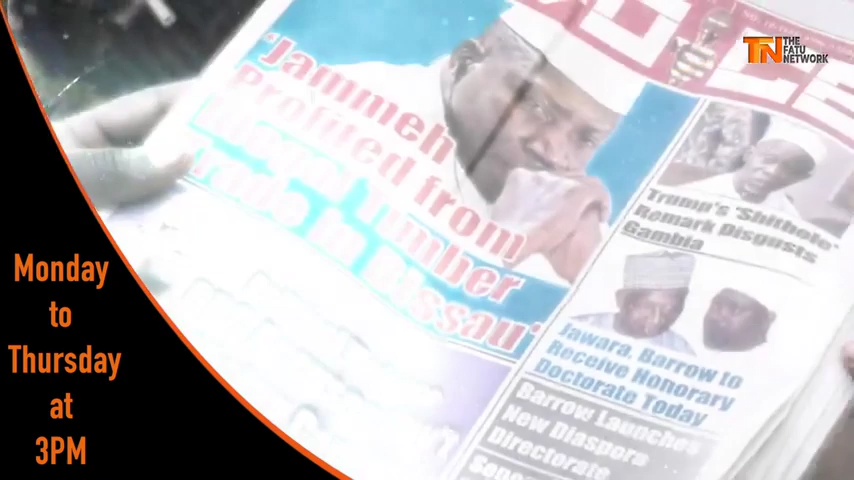 TN THE
FATU
NETWORK
Monday
to
Thursday
at
3PM
'Jammeh
Profited from
Illegal Timber
Trade in Bissau'
Trump's 'Shithole'
Remark Disgusts
Gambia
Jawara, Barrow to
Receive Honorary
Doctorate Today
Barrow Launches
New Diaspora
Directorate